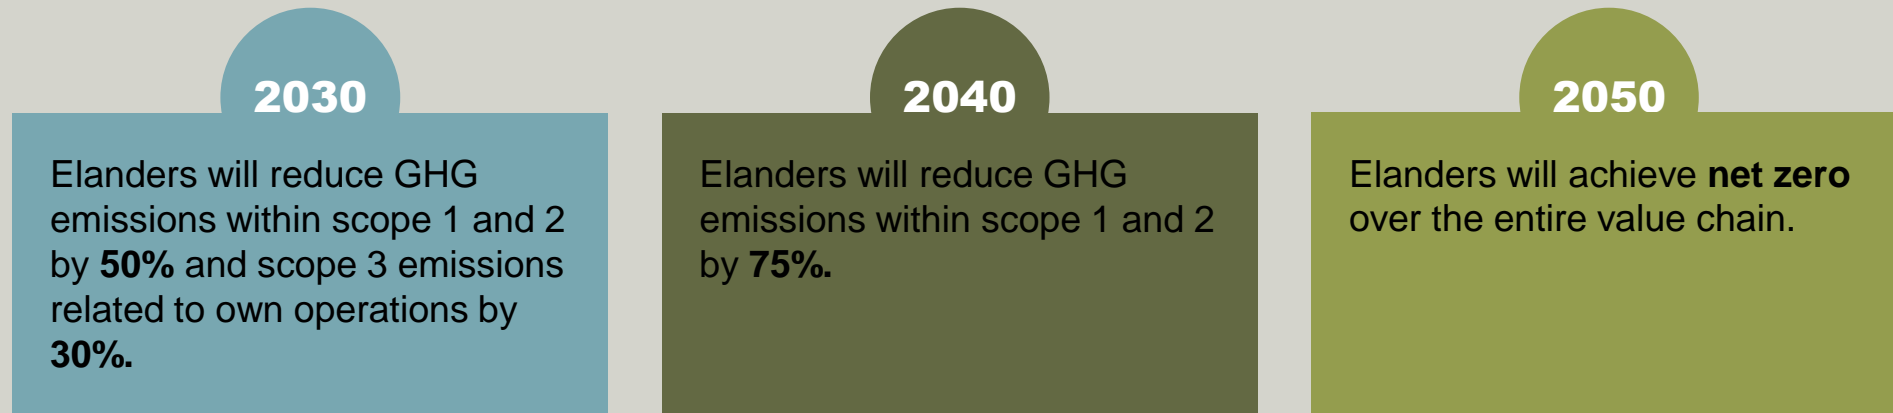 2030
Elanders will reduce GHG
emissions within scope 1 and 2
by 50% and scope 3 emissions
related to own operations by
30%.
2040
Elanders will reduce GHG
emissions within scope 1 and 2
by 75%.
2050
Elanders will achieve net zero
over the entire value chain.